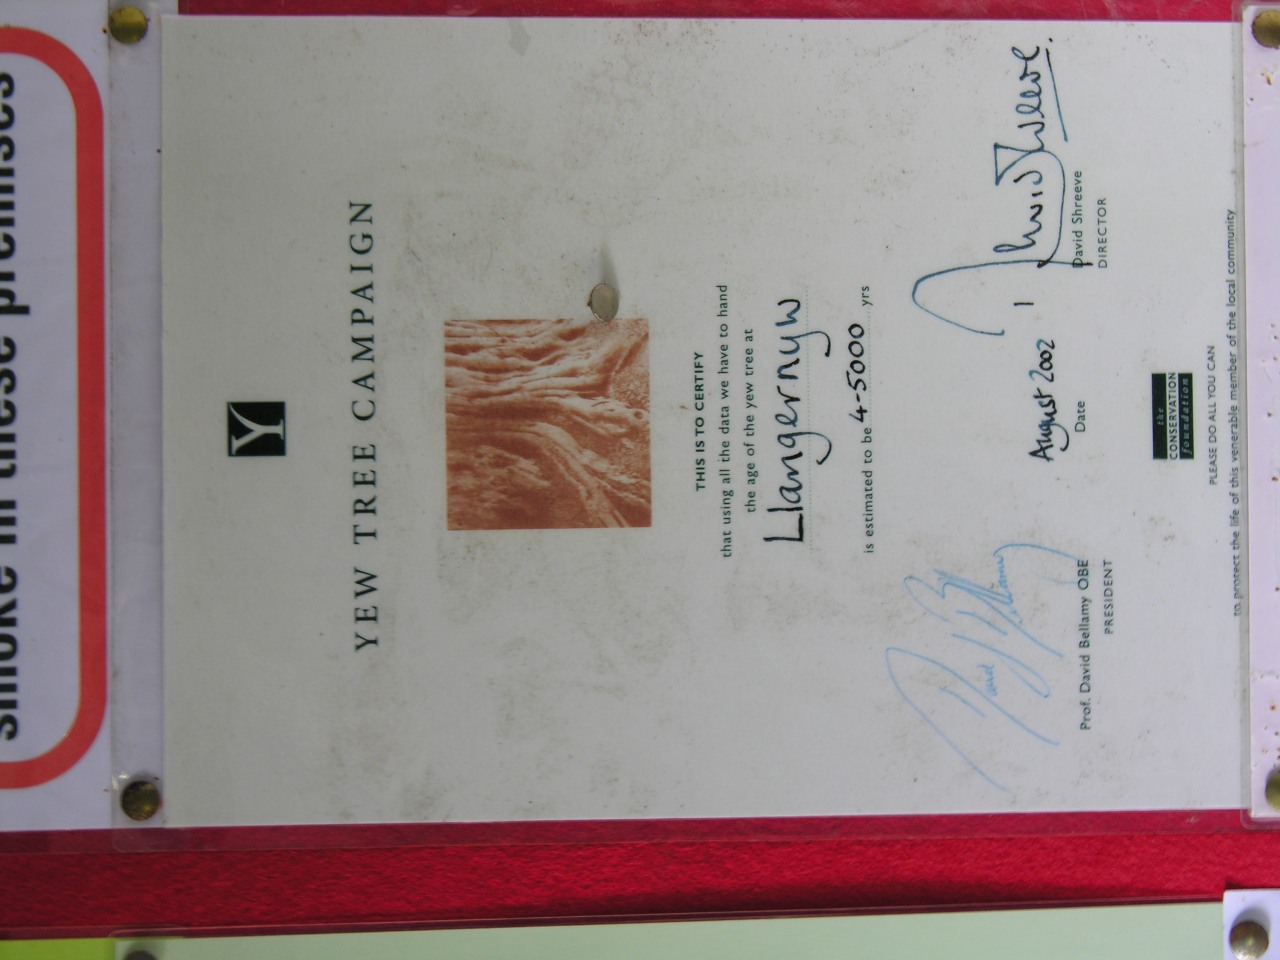 smoke in these premises
Y
YEW TREE CAMPAIGN
THIS IS TO CERTIFY
that using all the data we have to hand
the age of the yew tree at
Llangernyw
is estimated to be 4-5000 yrs
David Bellamy
August 2002
David Shreeve
Prof. David Bellamy OBE
PRESIDENT
Date
David Shreeve
DIRECTOR
the
CONSERVATION
foundation
PLEASE DO ALL YOU CAN
to protect the life of this venerable member of the local community